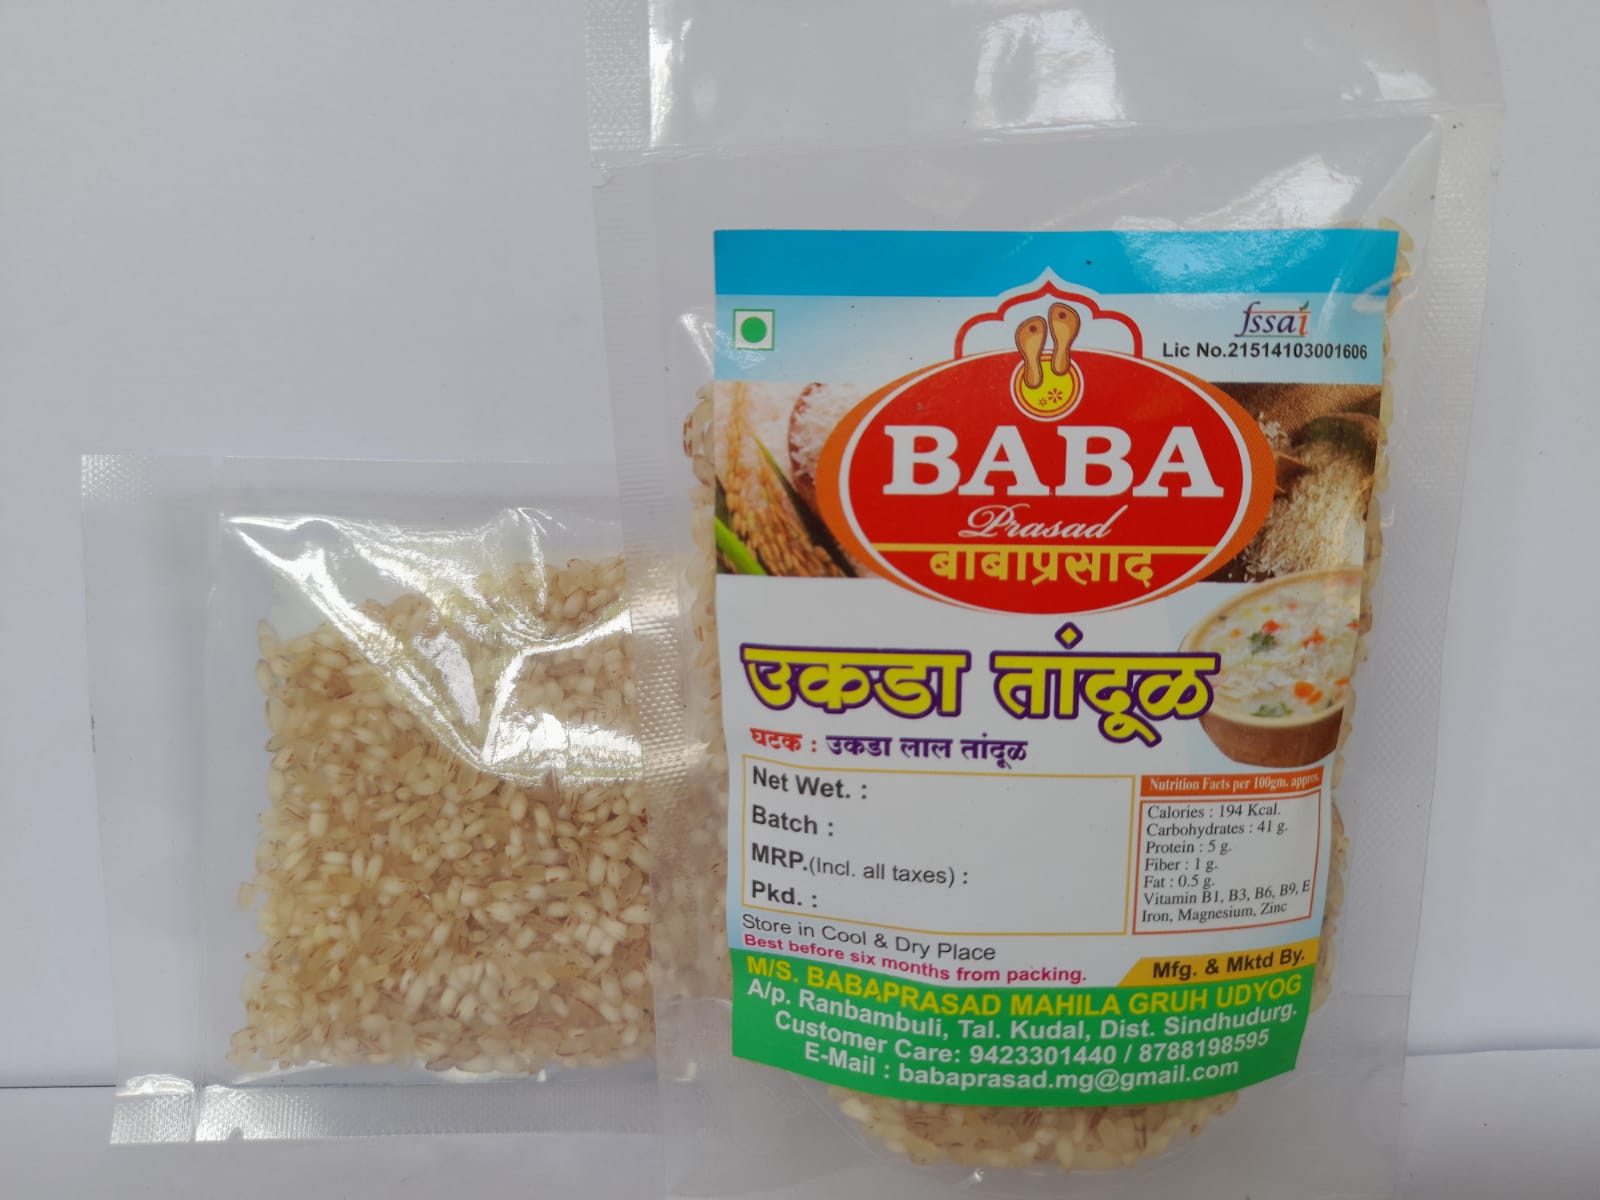 fssai
Lic No.21514103001606
BABA
Prasad
बाबाप्रसाद
उकडा तांदूळ
घटक : उकडा लाल तांदूळ
Net Wet. :
Batch :
MRP.(Incl. all taxes) :
Pkd. :
Nutrition Facts per 100gm. approx.
Calories : 194 Kcal.
Carbohydrates : 41 g.
Protein : 5 g.
Fiber : 1 g.
Fat : 0.5 g.
Vitamin B1, B3, B6, B9, E
Iron, Magnesium, Zinc
Store in Cool & Dry Place
Best before six months from packing.
Mfg. & Mktd By.
M/S. BABAPRASAD MAHILA GRUH UDYOG
A/p. Ranbambuli, Tal. Kudal, Dist. Sindhudurg.
Customer Care: 9423301440 / 8788198595
E-Mail : babaprasad.mg@gmail.com